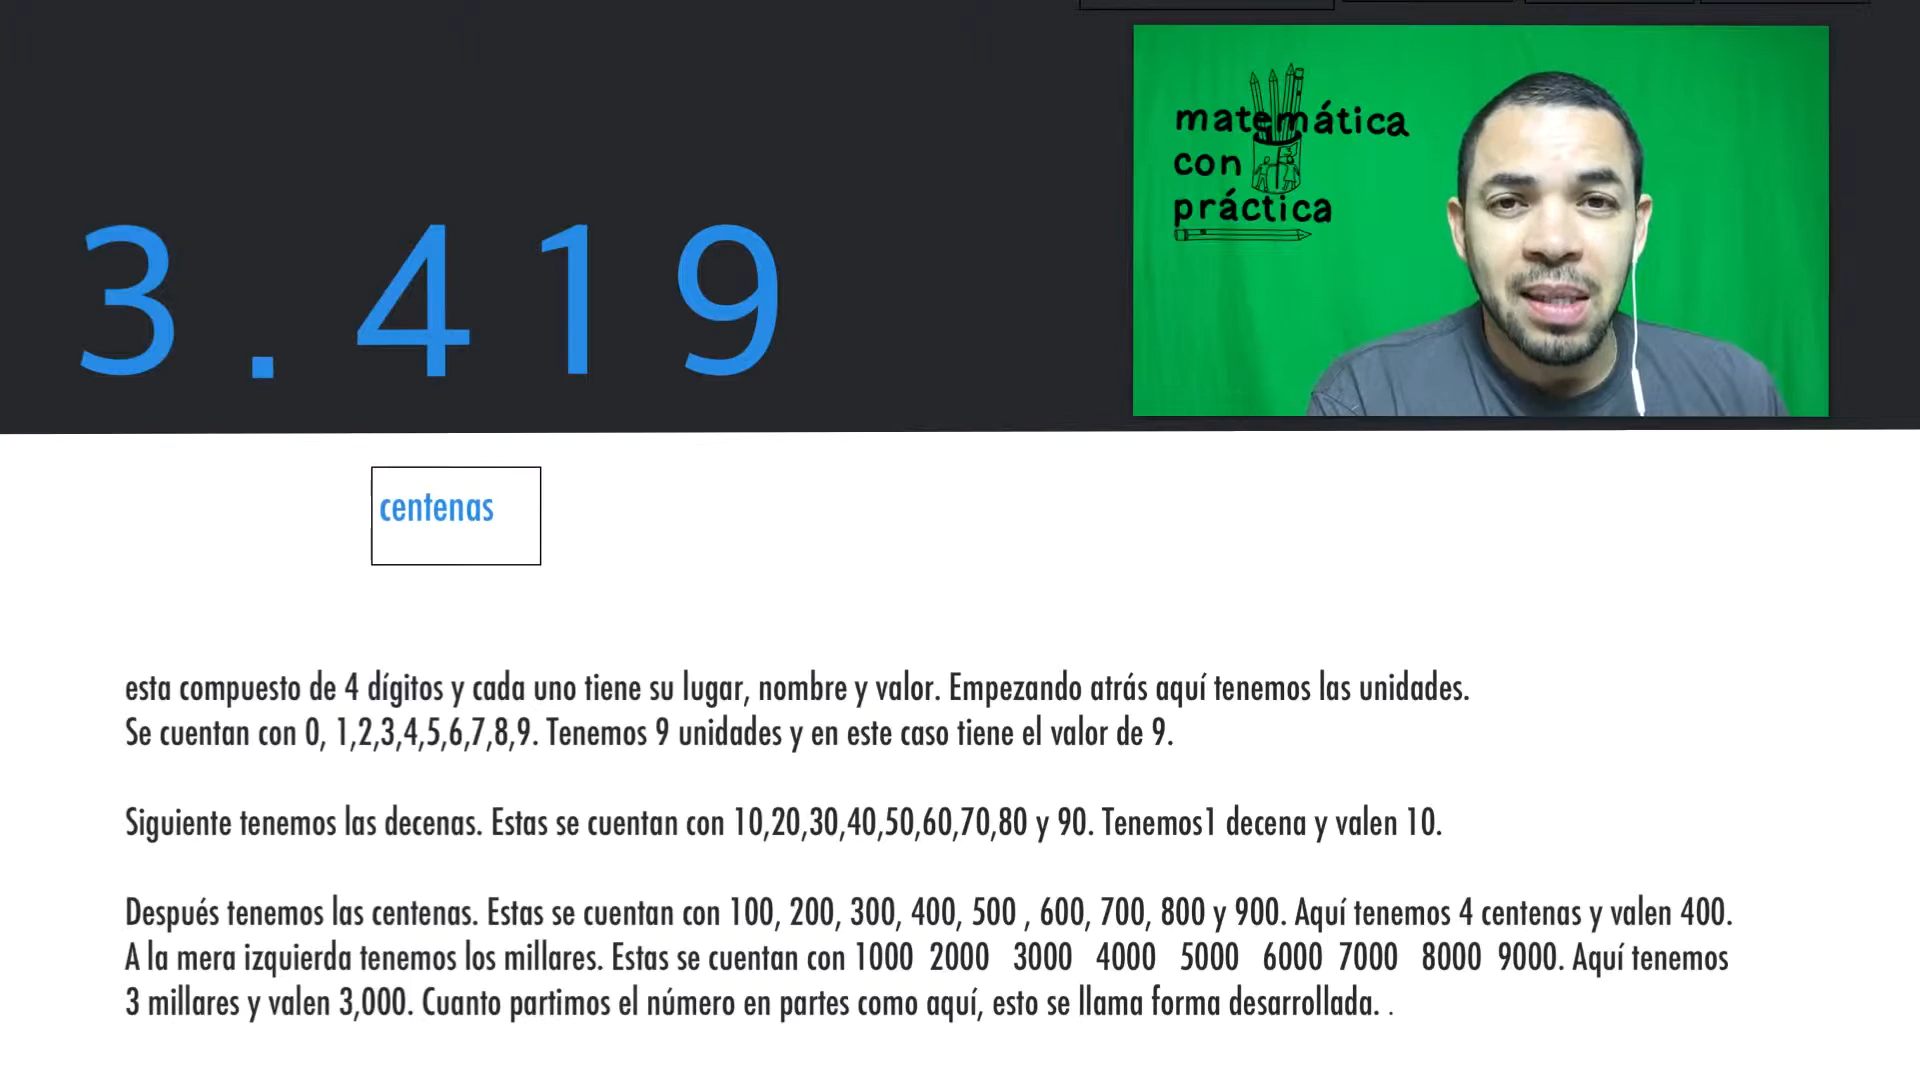 3.419
matemática
con
práctica
centenas
esta compuesto de 4 dígitos y cada uno tiene su lugar, nombre y valor. Empezando atrás aquí tenemos las unidades.
Se cuentan con 0, 1,2,3,4,5,6,7,8,9. Tenemos 9 unidades y en este caso tiene el valor de 9.
Siguiente tenemos las decenas. Estas se cuentan con 10,20,30,40,50,60,70,80 y 90. Tenemos1 decena y valen 10.
Después tenemos las centenas. Estas se cuentan con 100, 200, 300, 400, 500 , 600, 700, 800 y 900. Aquí tenemos 4 centenas y valen 400.
A la mera izquierda tenemos los millares. Estas se cuentan con 1000 2000 3000 4000 5000 6000 7000 8000 9000. Aquí tenemos
3 millares y valen 3,000. Cuanto partimos el número en partes como aquí, esto se llama forma desarrollada. .